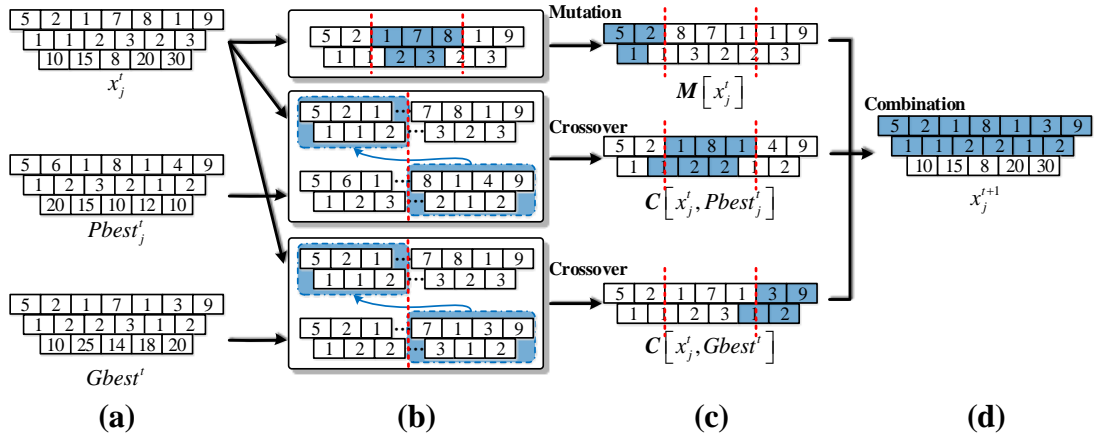 5 2 1 7 8 1 9
1 1 2 3 2 3
10 15 8 20 30
x_j^t
5 6 1 8 1 4 9
1 2 3 2 1 2
20 15 10 12 10
Pbest_j^t
5 2 1 7 1 3 9
1 2 2 3 1 2
10 25 14 18 20
Gbest^t
(a)
5 2 1 7 8 1 9
1 1 2 3 2 3
5 2 1 ... 7 8 1 9
1 1 2 ... 3 2 3
5 6 1 ... 8 1 4 9
1 2 3 ... 2 1 2
5 2 1 ... 7 8 1 9
1 1 2 ... 3 2 3
5 2 1 ... 7 1 3 9
1 2 2 ... 3 1 2
(b)
Mutation
5 2 8 7 1 1 9
1 1 3 2 2 3
M[x_j^t]
Crossover
5 2 1 8 1 4 9
1 1 2 2 1 2
C[x_j^t, Pbest_j^t]
Crossover
5 2 1 7 1 3 9
1 1 2 3 1 2
C[x_j^t, Gbest^t]
(c)
Combination
5 2 1 8 1 3 9
1 1 2 2 1 2
10 15 8 20 30
x_j^{t+1}
(d)